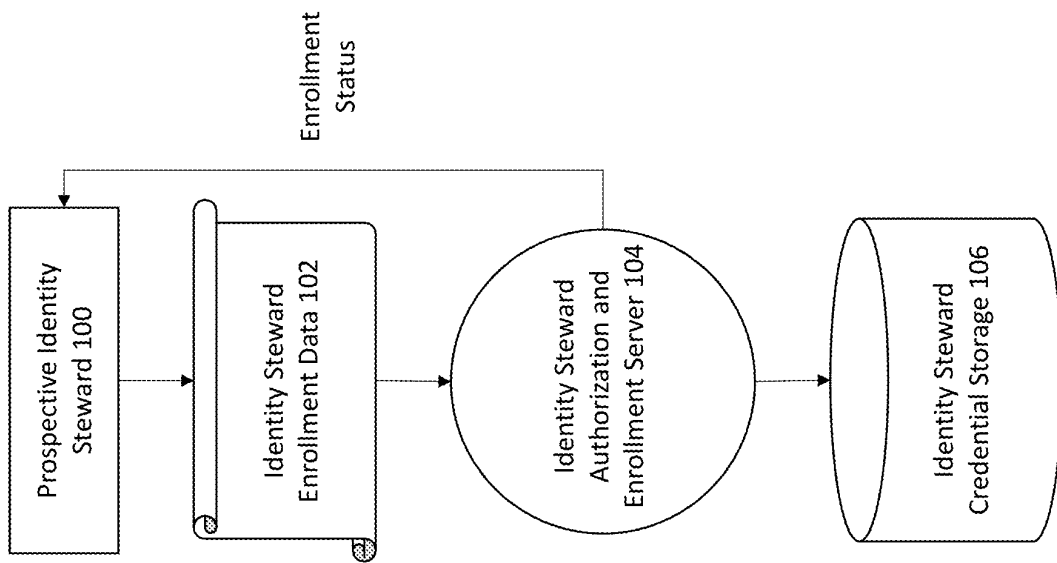 Prospective Identity
Steward 100
Identity Steward
Enrollment Data 102
Identity Steward
Authorization and
Enrollment Server 104
Identity Steward
Credential Storage 106
Enrollment
Status